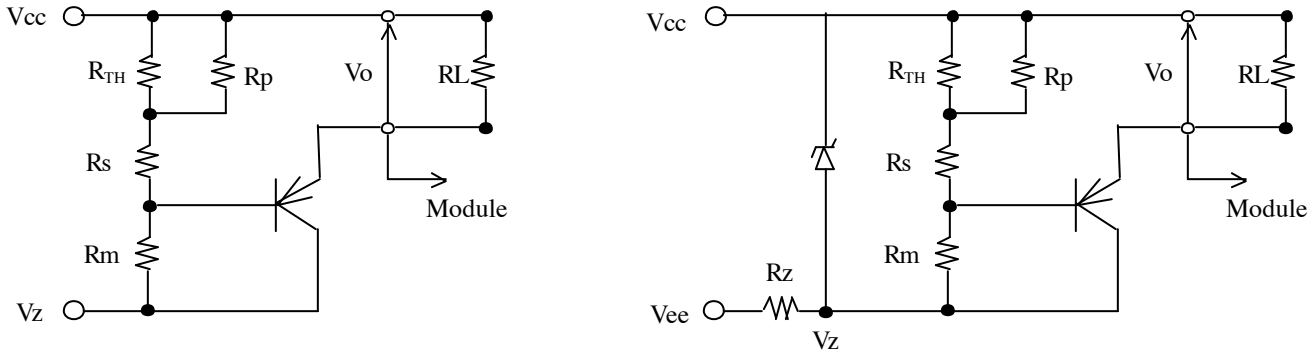 Vcc
R_TH
Rp
Vo
RL
Rs
Module
Rm
Vz
Vcc
R_TH
Rp
Vo
RL
Rs
Module
Rm
Rz
Vee
Vz